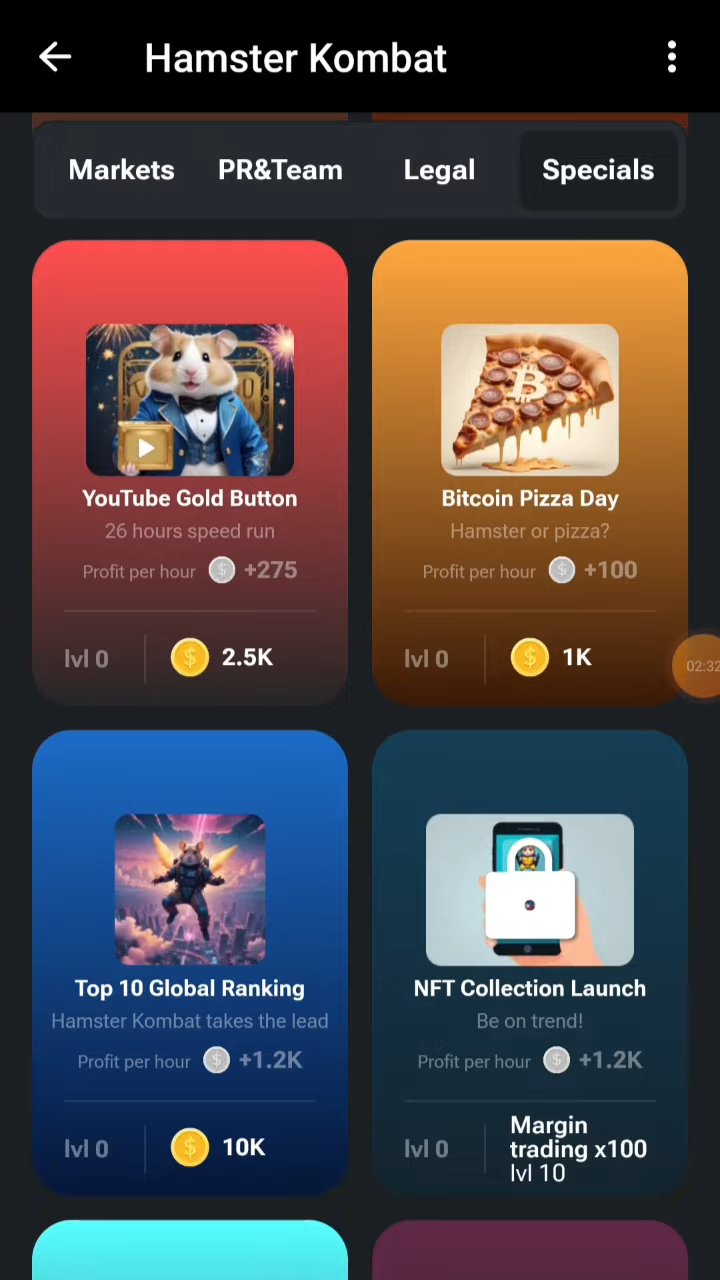 Hamster Kombat
Markets PR&Team Legal Specials
YouTube Gold Button
26 hours speed run
Profit per hour $ +275
lvl 0 $ 2.5K
Bitcoin Pizza Day
Hamster or pizza?
Profit per hour $ +100
lvl 0 $ 1K
02:32
Top 10 Global Ranking
Hamster Kombat takes the lead
Profit per hour $ +1.2K
lvl 0 $ 10K
NFT Collection Launch
Be on trend!
Profit per hour $ +1.2K
lvl 0
Margin
trading x100
lvl 10